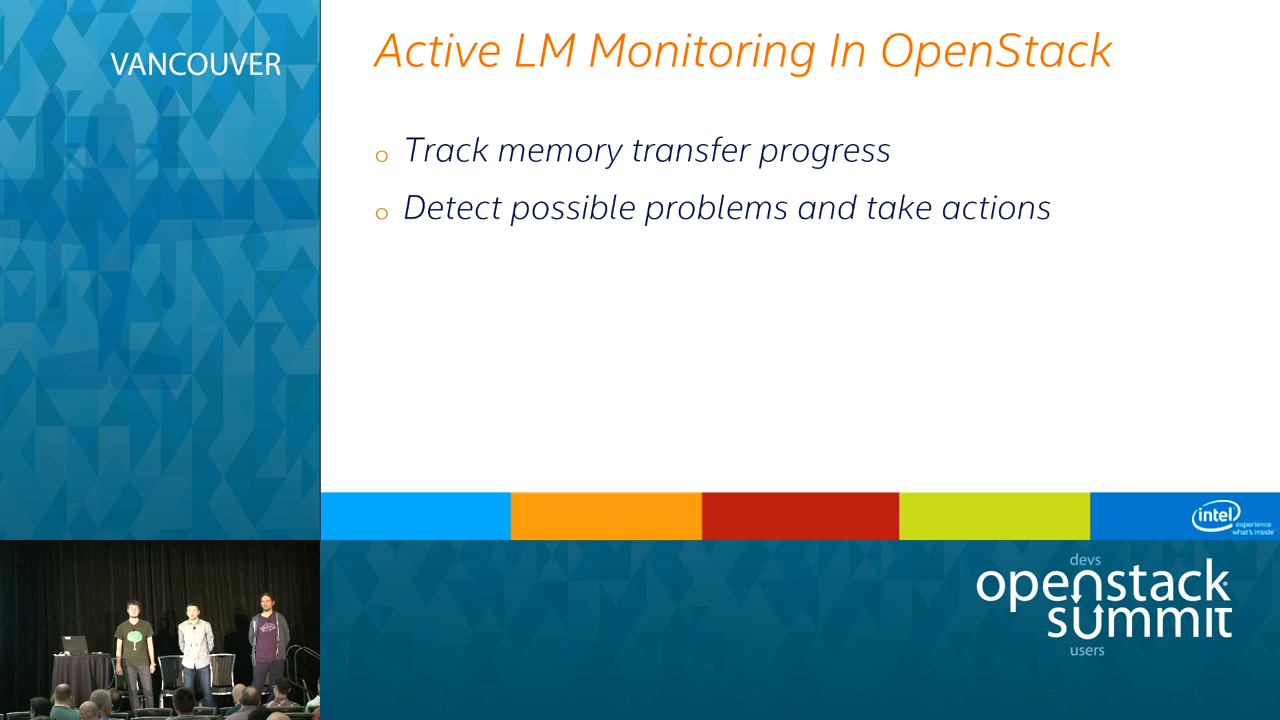 VANCOUVER
Active LM Monitoring In OpenStack
o Track memory transfer progress
o Detect possible problems and take actions
intel
experience
what's inside
devs
openstack
summit
users